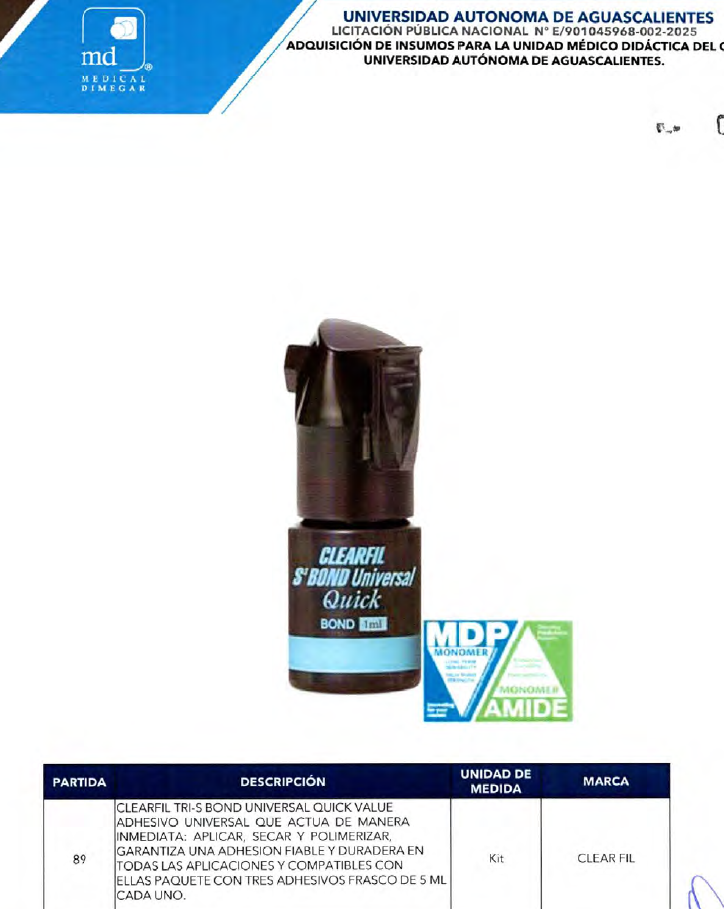 UNIVERSIDAD AUTONOMA DE AGUASCALIENTES
LICITACIÓN PÚBLICA NACIONAL N° E/901045968-002-2025
ADQUISICIÓN DE INSUMOS PARA LA UNIDAD MÉDICO DIDÁCTICA DEL
UNIVERSIDAD AUTÓNOMA DE AGUASCALIENTES.
md®
MEDICAL
DIMEGAR
CLEARFIL
S³ BOND Universal
Quick
BOND 1ml
MDP
MONOMER
MONOMER
AMIDE
PARTIDA DESCRIPCIÓN UNIDAD DE MEDIDA MARCA
CLEARFIL TRI-S BOND UNIVERSAL QUICK VALUE
ADHESIVO UNIVERSAL QUE ACTUA DE MANERA
INMEDIATA: APLICAR, SECAR Y POLIMERIZAR,
GARANTIZA UNA ADHESION FIABLE Y DURADERA EN
89 TODAS LAS APLICACIONES Y COMPATIBLES CON Kit CLEAR FIL
ELLAS PAQUETE CON TRES ADHESIVOS FRASCO DE 5 ML
CADA UNO.